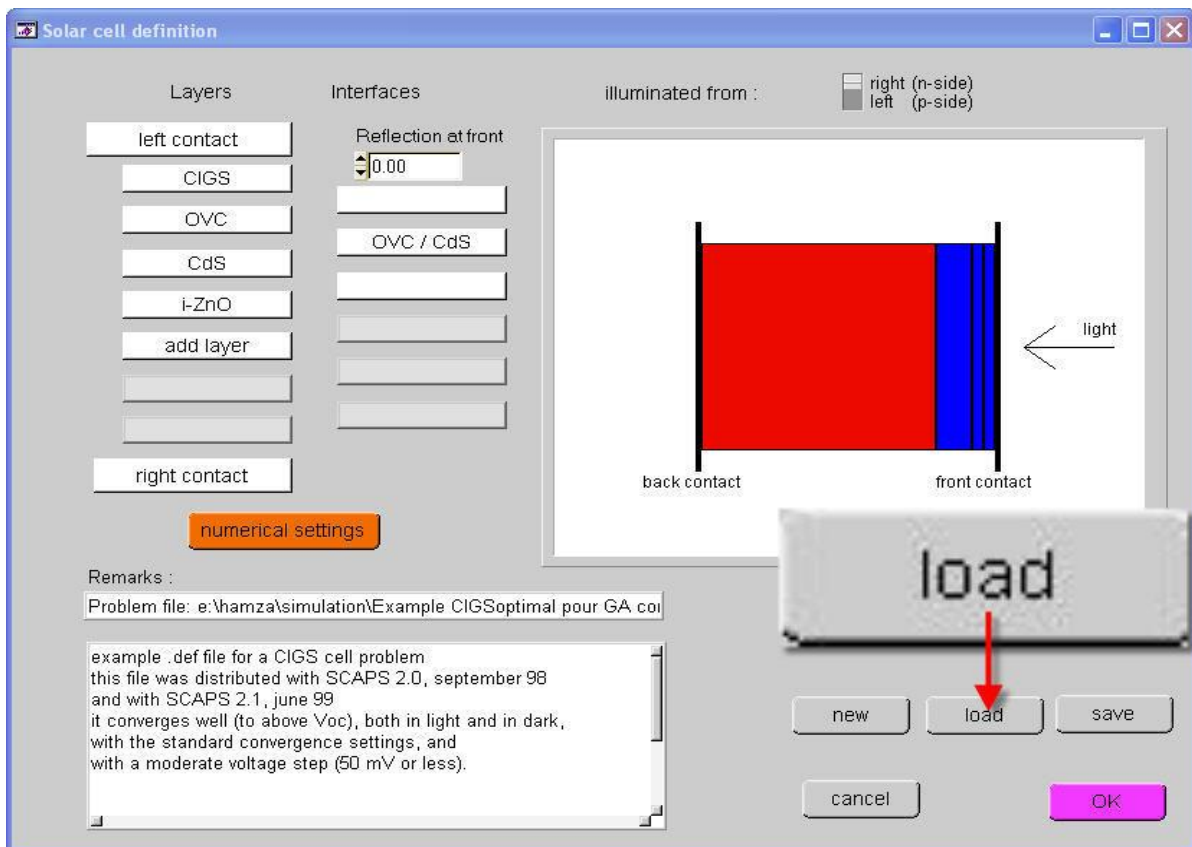 Solar cell definition
Layers
Interfaces
illuminated from :
right (n-side)
left (p-side)
left contact
CIGS
OVC
CdS
i-ZnO
add layer
right contact
Reflection at front
0.00
OVC / CdS
light
back contact
front contact
numerical settings
load
Remarks :
Problem file: e:\hamza\simulation\Example CIGSoptimal pour GA
example .def file for a CIGS cell problem
this file was distributed with SCAPS 2.0, september 98
and with SCAPS 2.1, june 99
it converges well (to above Voc), both in light and in dark,
with the standard convergence settings, and
with a moderate voltage step (50 mV or less).
new
load
save
cancel
OK